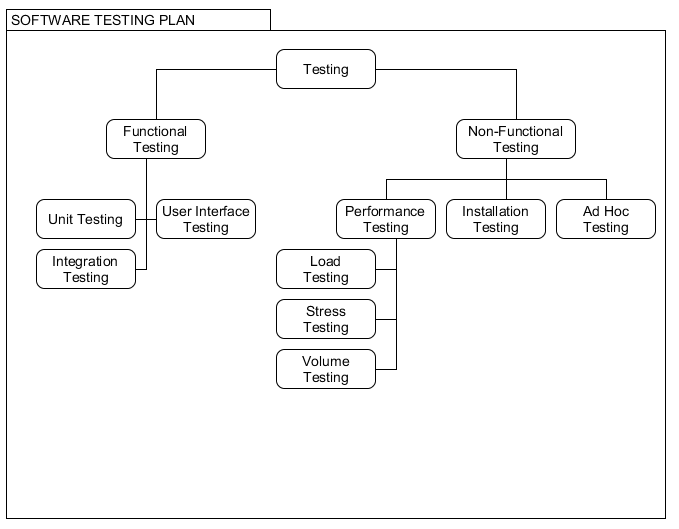 SOFTWARE TESTING PLAN
Testing
Functional
Testing
Non-Functional
Testing
Unit Testing
User Interface
Testing
Integration
Testing
Performance
Testing
Installation
Testing
Ad Hoc
Testing
Load
Testing
Stress
Testing
Volume
Testing